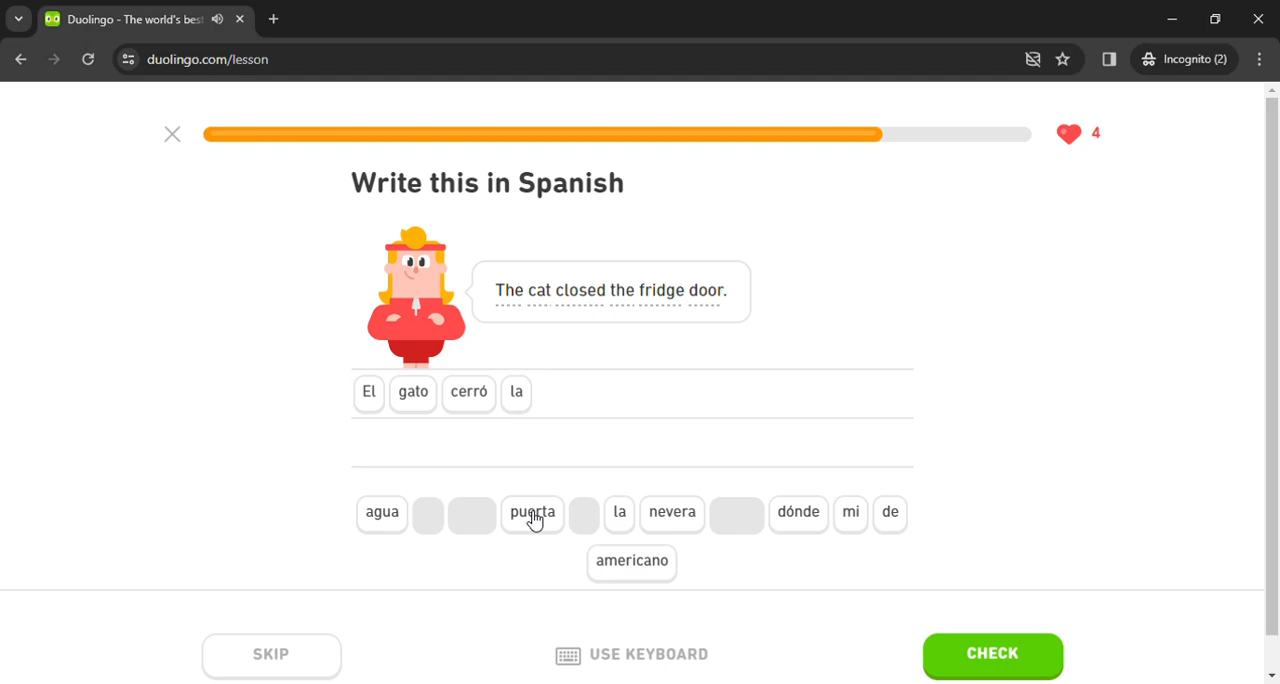 Duolingo - The world's bes
duolingo.com/lesson
Incognito (2)
4
Write this in Spanish
The cat closed the fridge door.
El gato cerró la
agua puerta la nevera dónde mi de
americano
SKIP USE KEYBOARD CHECK